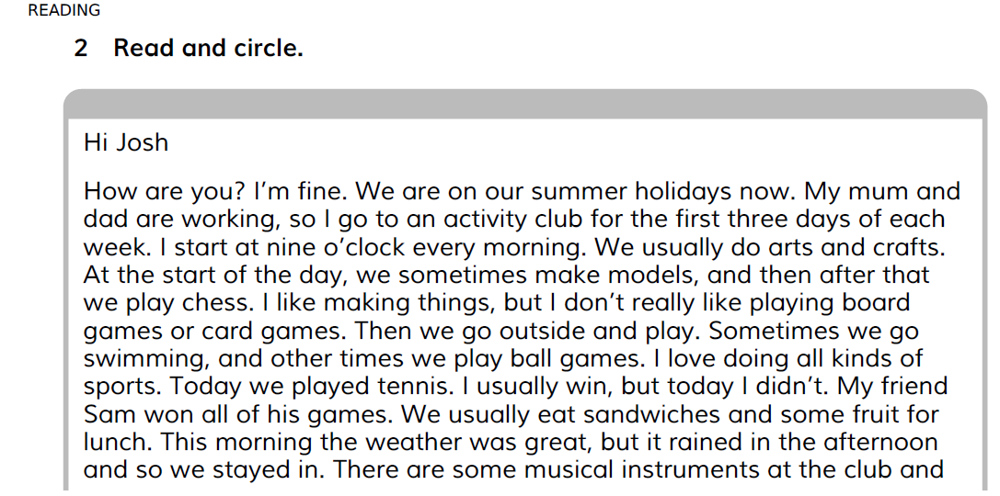 READING
2 Read and circle.
Hi Josh
How are you? I’m fine. We are on our summer holidays now. My mum and
dad are working, so I go to an activity club for the first three days of each
week. I start at nine o’clock every morning. We usually do arts and crafts.
At the start of the day, we sometimes make models, and then after that
we play chess. I like making things, but I don’t really like playing board
games or card games. Then we go outside and play. Sometimes we go
swimming, and other times we play ball games. I love doing all kinds of
sports. Today we played tennis. I usually win, but today I didn’t. My friend
Sam won all of his games. We usually eat sandwiches and some fruit for
lunch. This morning the weather was great, but it rained in the afternoon
and so we stayed in. There are some musical instruments at the club and